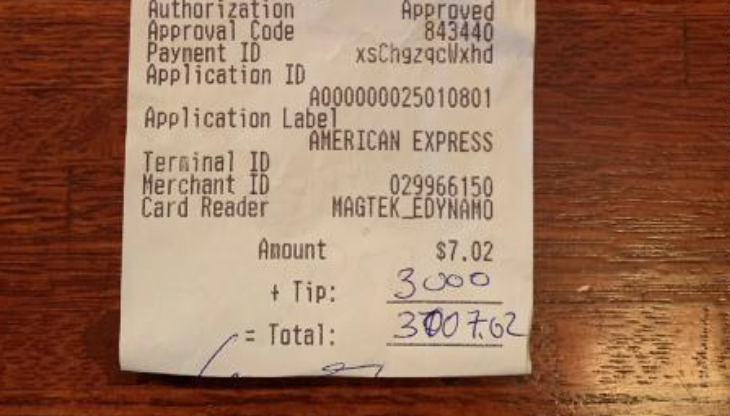 Authorization Approved
Approval Code 843440
Payment ID xsChgzqcWxhd
Application ID
A000000025010801
Application Label
AMERICAN EXPRESS
Terminal ID
Merchant ID 029966150
Card Reader MAGTEK_EDYNAMO
Amount $7.02
+ Tip: 3000
= Total: 3007.02